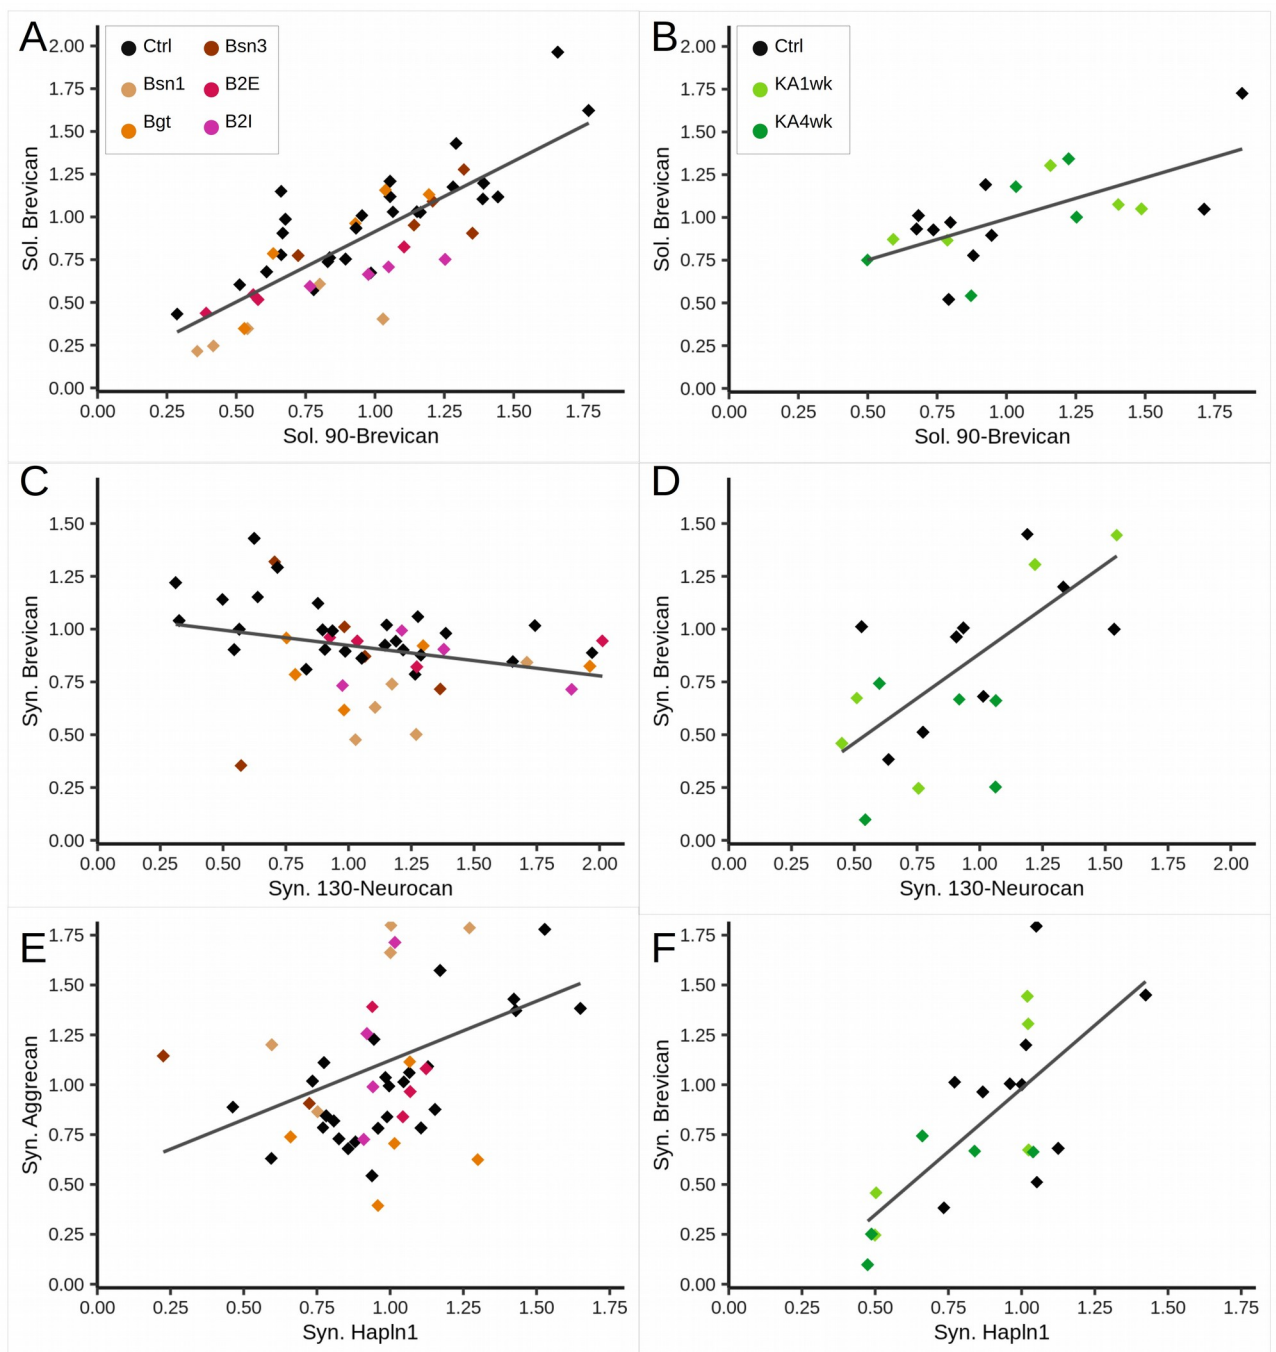 A
Ctrl Bsn3
Bsn1 B2E
Bgt B2I
Sol. Brevican
2.00
1.75
1.50
1.25
1.00
0.75
0.50
0.25
0.00
0.00 0.25 0.50 0.75 1.00 1.25 1.50 1.75
Sol. 90-Brevican
B
Ctrl
KA1wk
KA4wk
Sol. Brevican
2.00
1.75
1.50
1.25
1.00
0.75
0.50
0.25
0.00
0.00 0.25 0.50 0.75 1.00 1.25 1.50 1.75
Sol. 90-Brevican
C
Syn. Brevican
1.50
1.25
1.00
0.75
0.50
0.25
0.00
0.00 0.25 0.50 0.75 1.00 1.25 1.50 1.75 2.00
Syn. 130-Neurocan
D
Syn. Brevican
1.50
1.25
1.00
0.75
0.50
0.25
0.00
0.00 0.25 0.50 0.75 1.00 1.25 1.50 1.75 2.00
Syn. 130-Neurocan
E
Syn. Aggrecan
1.75
1.50
1.25
1.00
0.75
0.50
0.25
0.00
0.00 0.25 0.50 0.75 1.00 1.25 1.50 1.75
Syn. Hapln1
F
Syn. Brevican
1.75
1.50
1.25
1.00
0.75
0.50
0.25
0.00
0.00 0.25 0.50 0.75 1.00 1.25 1.50 1.75
Syn. Hapln1